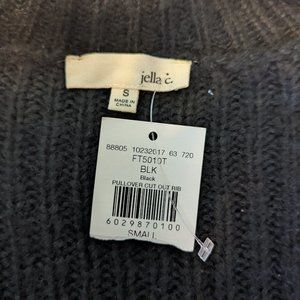 jella c.
S
MADE IN
CHINA
88805 10232017 63 720
FT5010T
BLK
Black
PULLOVER CUT OUT RIB
6029870100
SMALL